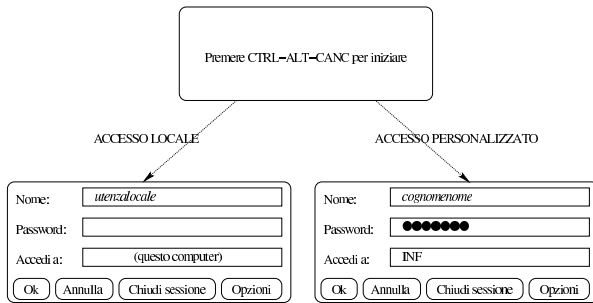 Premere CTRL-ALT-CANC per iniziare
ACCESSO LOCALE
ACCESSO PERSONALIZZATO
Nome: utenzalocale
Password:
Accedi a: (questo computer)
Ok Annulla Chiudi sessione Opzioni
Nome: cognomenome
Password: ●●●●●●●
Accedi a: INF
Ok Annulla Chiudi sessione Opzioni